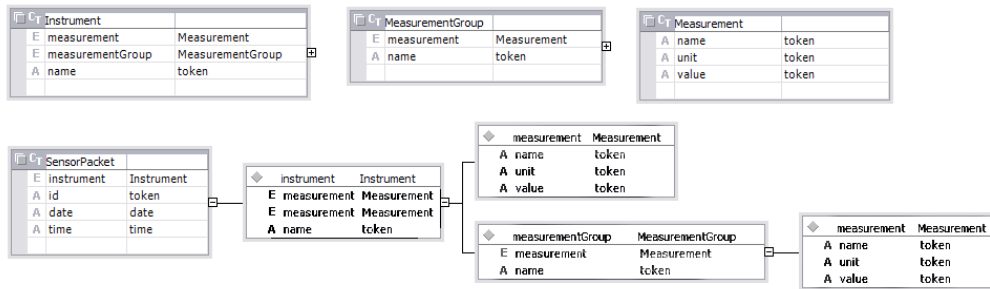 CT Instrument
E measurement Measurement
E measurementGroup MeasurementGroup
A name token
CT MeasurementGroup
E measurement Measurement
A name token
CT Measurement
A name token
A unit token
A value token
CT SensorPacket
E instrument Instrument
A id token
A date date
A time time
instrument Instrument
E measurement Measurement
E measurement Measurement
A name token
measurement Measurement
A name token
A unit token
A value token
measurementGroup MeasurementGroup
E measurement Measurement
A name token
measurement Measurement
A name token
A unit token
A value token